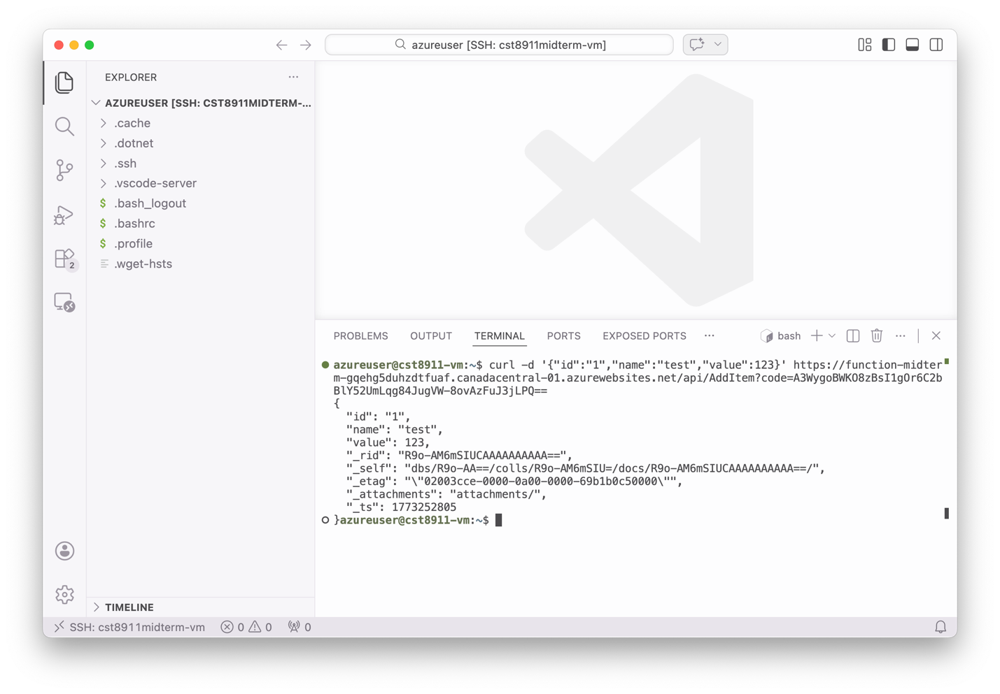 azureuser [SSH: cst8911midterm-vm]
EXPLORER
AZUREUSER [SSH: CST8911MIDTERM-...
.cache
.dotnet
.ssh
.vscode-server
$ .bash_logout
$ .bashrc
$ .profile
.wget-hsts
2
TIMELINE
PROBLEMS OUTPUT TERMINAL PORTS EXPOSED PORTS ... bash
azureuser@cst8911-vm:~$ curl -d '{"id":"1","name":"test","value":123}' https://function-midter
m-gqehg5duhzdtfuaf.canadacentral-01.azurewebsites.net/api/AddItem?code=A3WygoBWKO8zBsI1gOr6C2b
BlY52UmLqg84JugVW-8ovAzFuJ3jLPQ==
{
"id": "1",
"name": "test",
"value": 123,
"_rid": "R9o-AM6mSIUCAAAAAAAAAA==",
"_self": "dbs/R9o-AA==/colls/R9o-AM6mSIU=/docs/R9o-AM6mSIUCAAAAAAAAAA==/",
"_etag": "\"02003cce-0000-0a00-0000-69b1b0c50000\"",
"_attachments": "attachments/",
"_ts": 1773252805
}azureuser@cst8911-vm:~$
SSH: cst8911midterm-vm 0 0 0